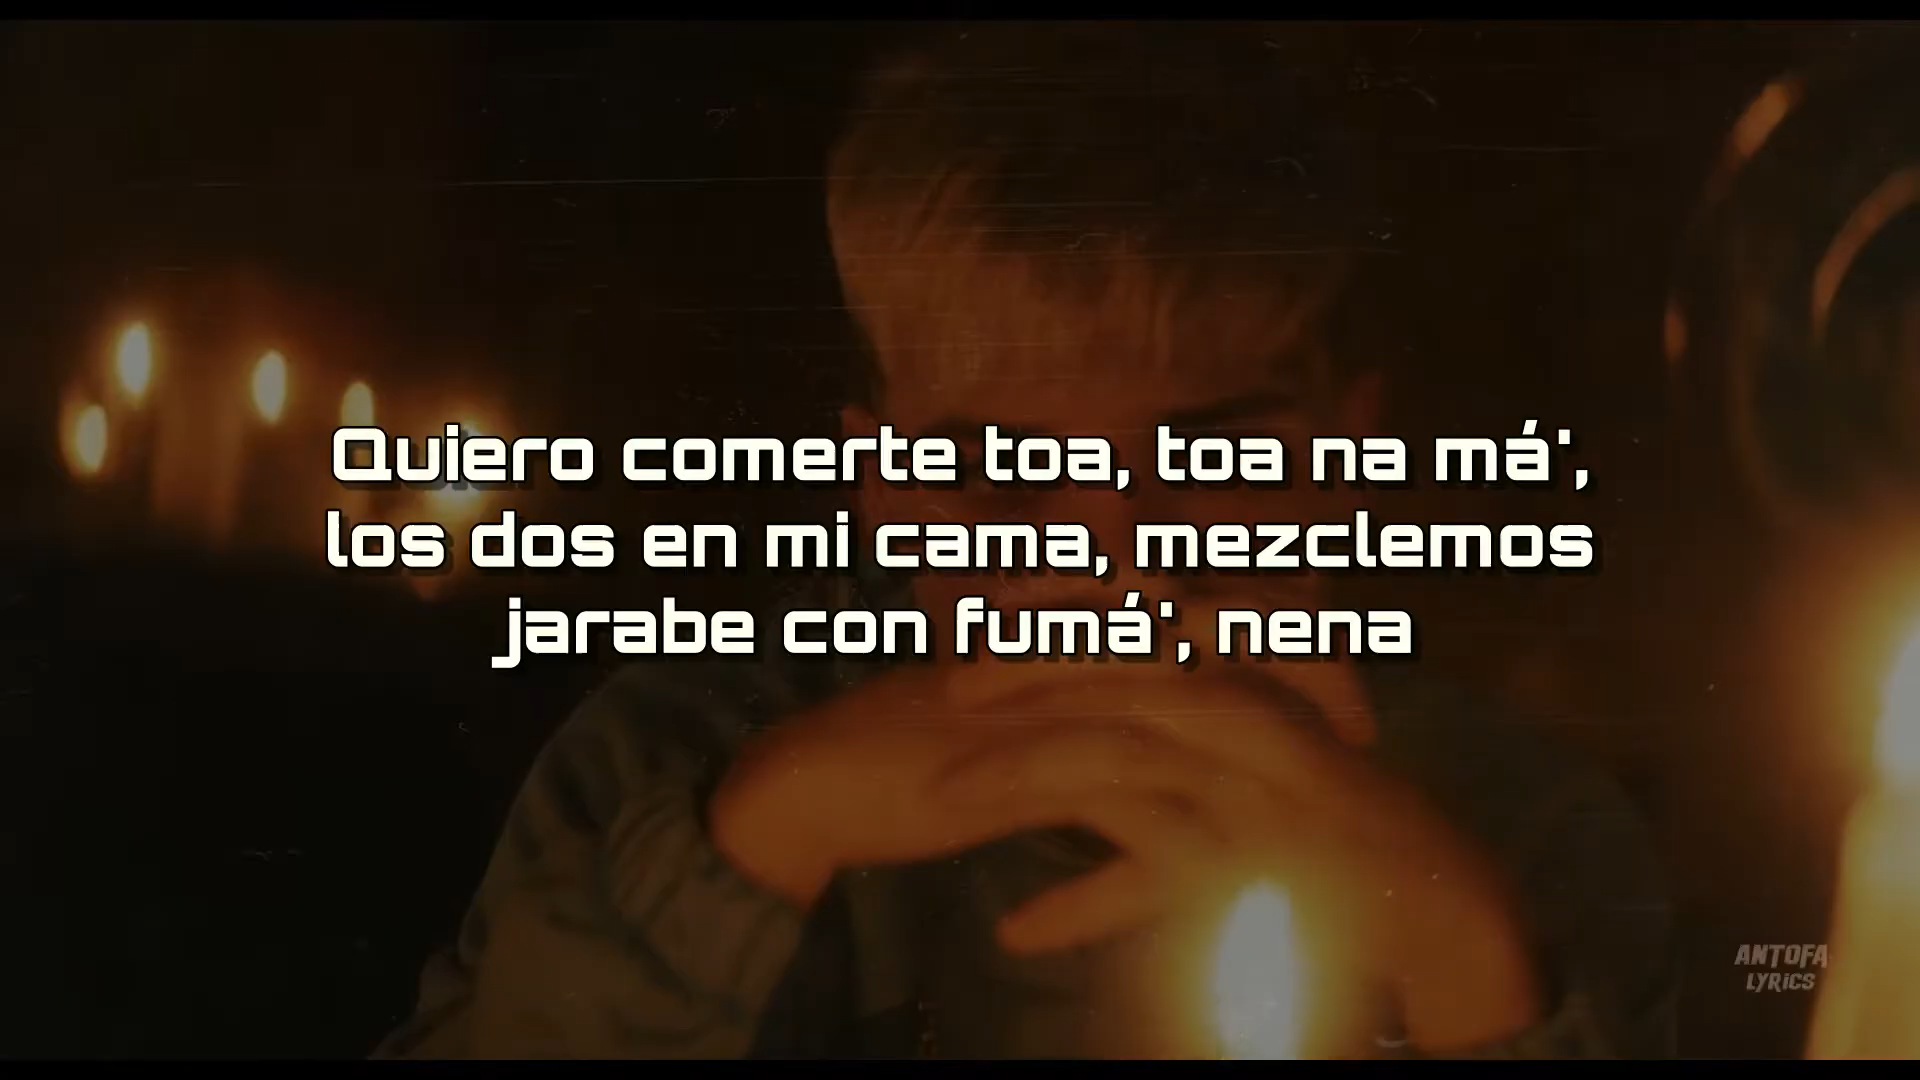 Quiero comerte toa, toa na má',
los dos en mi cama, mezclemos
jarabe con fumá', nena
ANTOFA
LYRICS